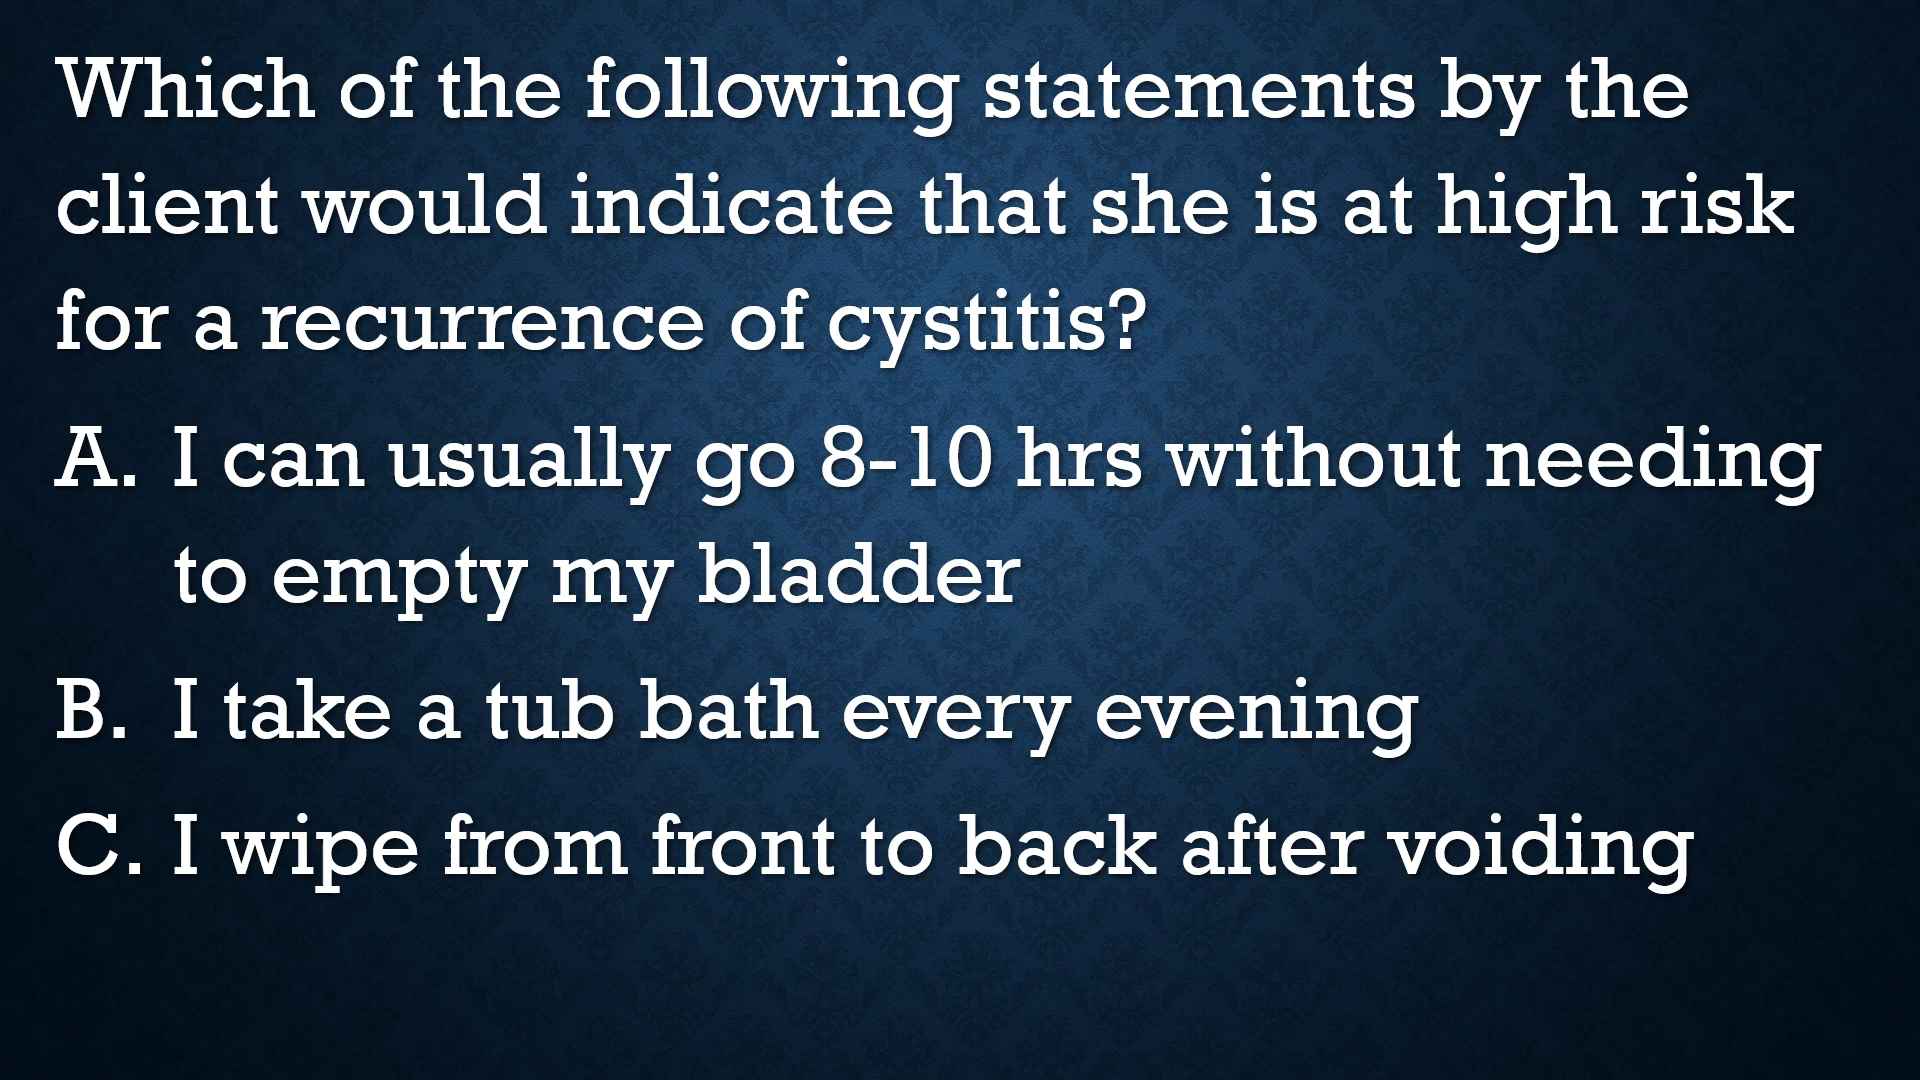 Which of the following statements by the
client would indicate that she is at high risk
for a recurrence of cystitis?
A. I can usually go 8-10 hrs without needing
to empty my bladder
B. I take a tub bath every evening
C. I wipe from front to back after voiding